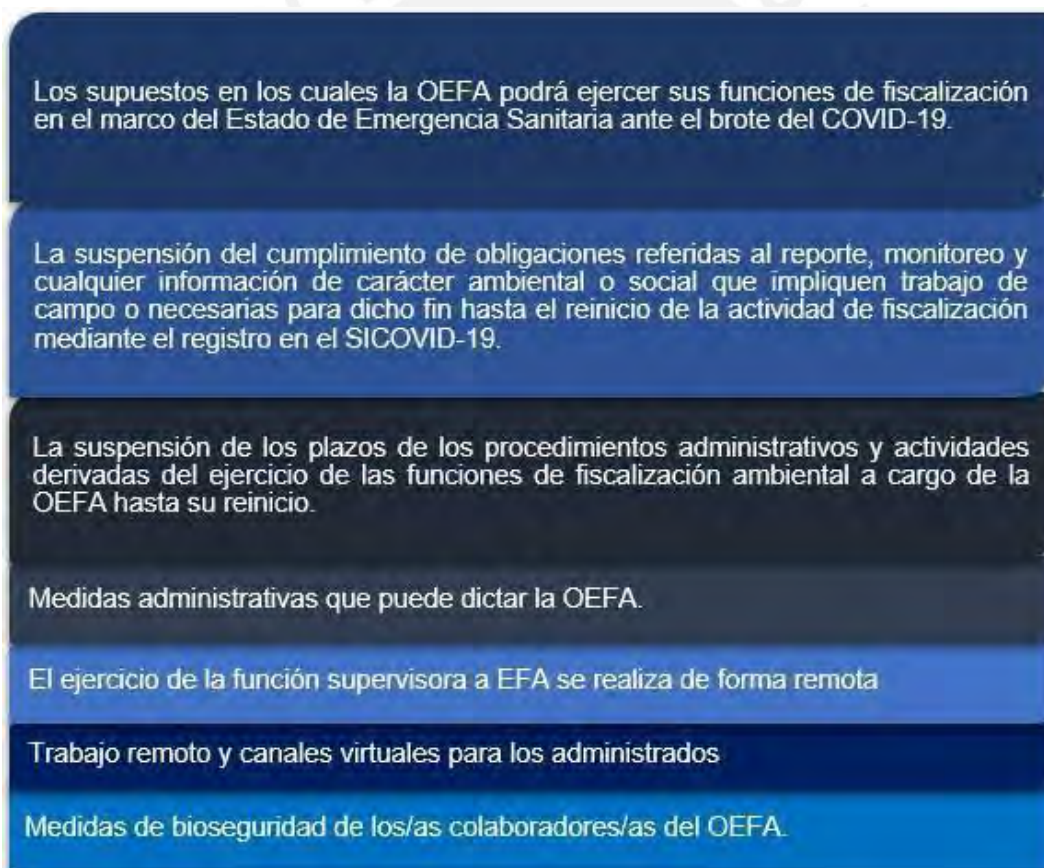 Los supuestos en los cuales la OEFA podrá ejercer sus funciones de fiscalización
en el marco del Estado de Emergencia Sanitaria ante el brote del COVID-19.
La suspensión del cumplimiento de obligaciones referidas al reporte, monitoreo y
cualquier información de carácter ambiental o social que impliquen trabajo de
campo o necesarias para dicho fin hasta el reinicio de la actividad de fiscalización
mediante el registro en el SICOVID-19.
La suspensión de los plazos de los procedimientos administrativos y actividades
derivadas del ejercicio de las funciones de fiscalización ambiental a cargo de la
OEFA hasta su reinicio.
Medidas administrativas que puede dictar la OEFA.
El ejercicio de la función supervisora a EFA se realiza de forma remota
Trabajo remoto y canales virtuales para los administrados
Medidas de bioseguridad de los/as colaboradores/as del OEFA.